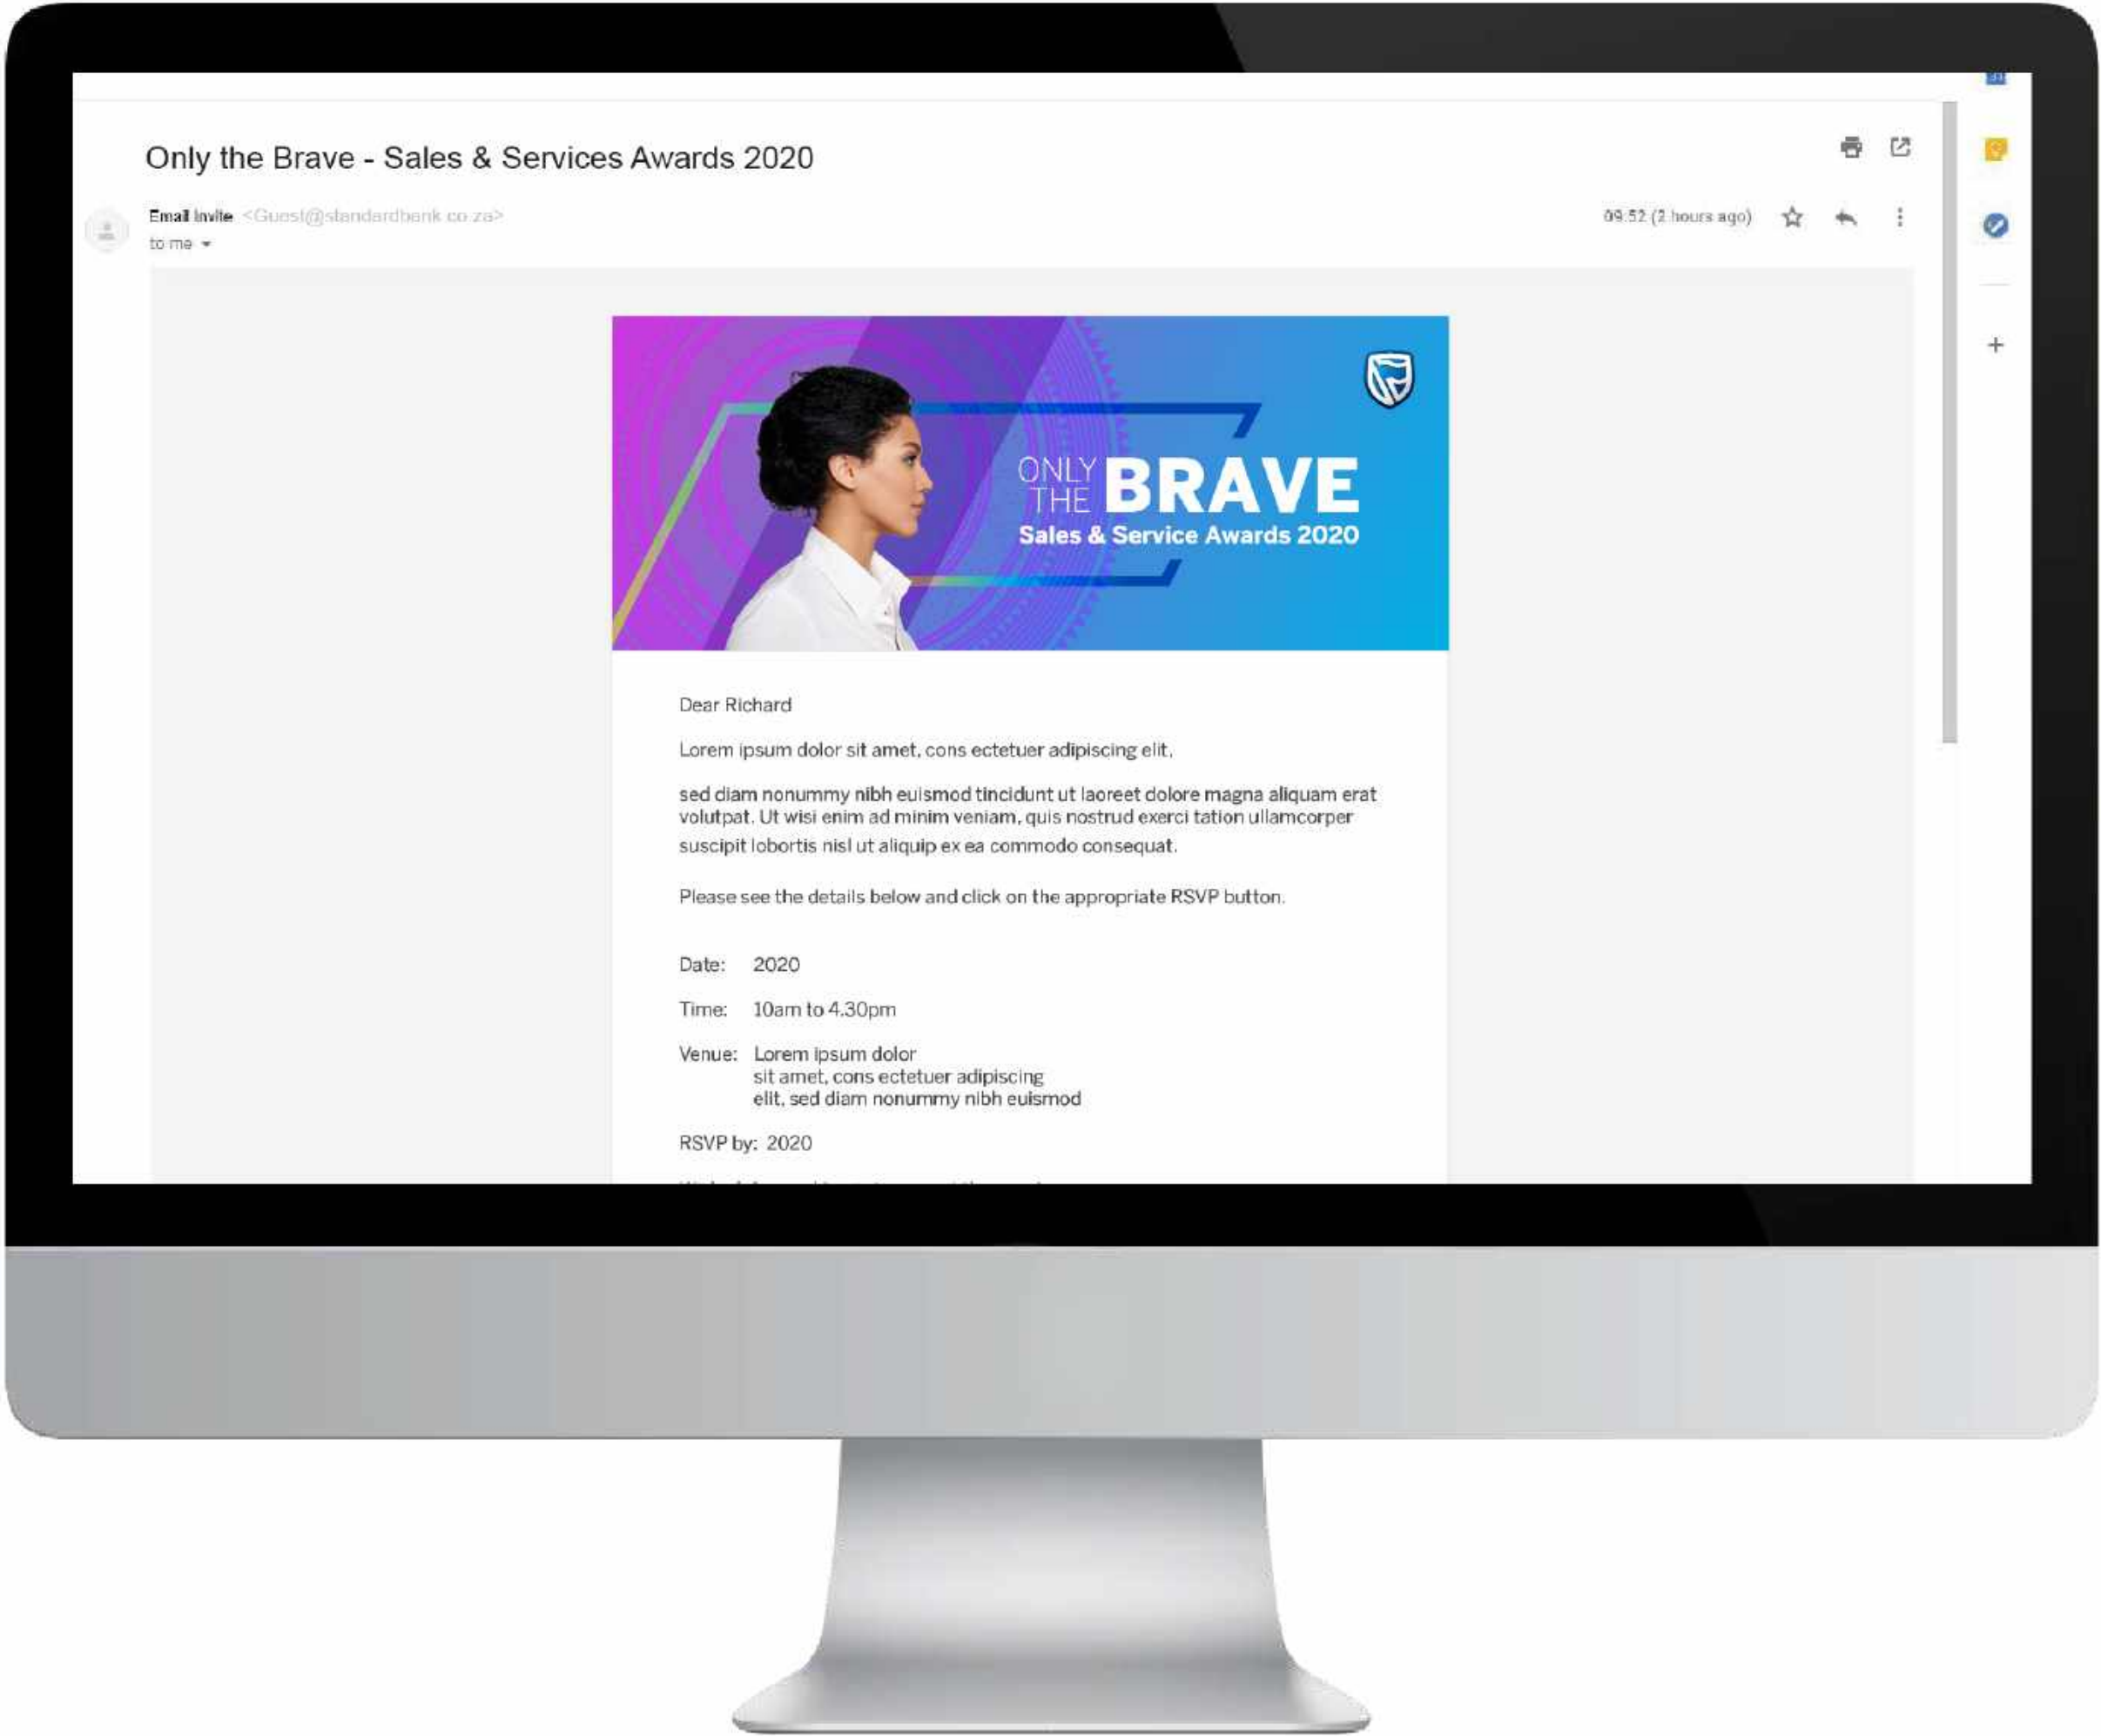 Only the Brave - Sales & Services Awards 2020
Email Invite <Guest@standardbank.co.za>
09:52 (2 hours ago)
to me
31
ONLY
THE BRAVE
Sales & Service Awards 2020
Dear Richard
Lorem ipsum dolor sit amet, cons ectetuer adipiscing elit,
sed diam nonummy nibh euismod tincidunt ut laoreet dolore magna aliquam erat
volutpat. Ut wisi enim ad minim veniam, quis nostrud exerci tation ullamcorper
suscipit lobortis nisl ut aliquip ex ea commodo consequat.
Please see the details below and click on the appropriate RSVP button.
Date: 2020
Time: 10am to 4.30pm
Venue: Lorem ipsum dolor
sit amet, cons ectetuer adipiscing
elit, sed diam nonummy nibh euismod
RSVP by: 2020